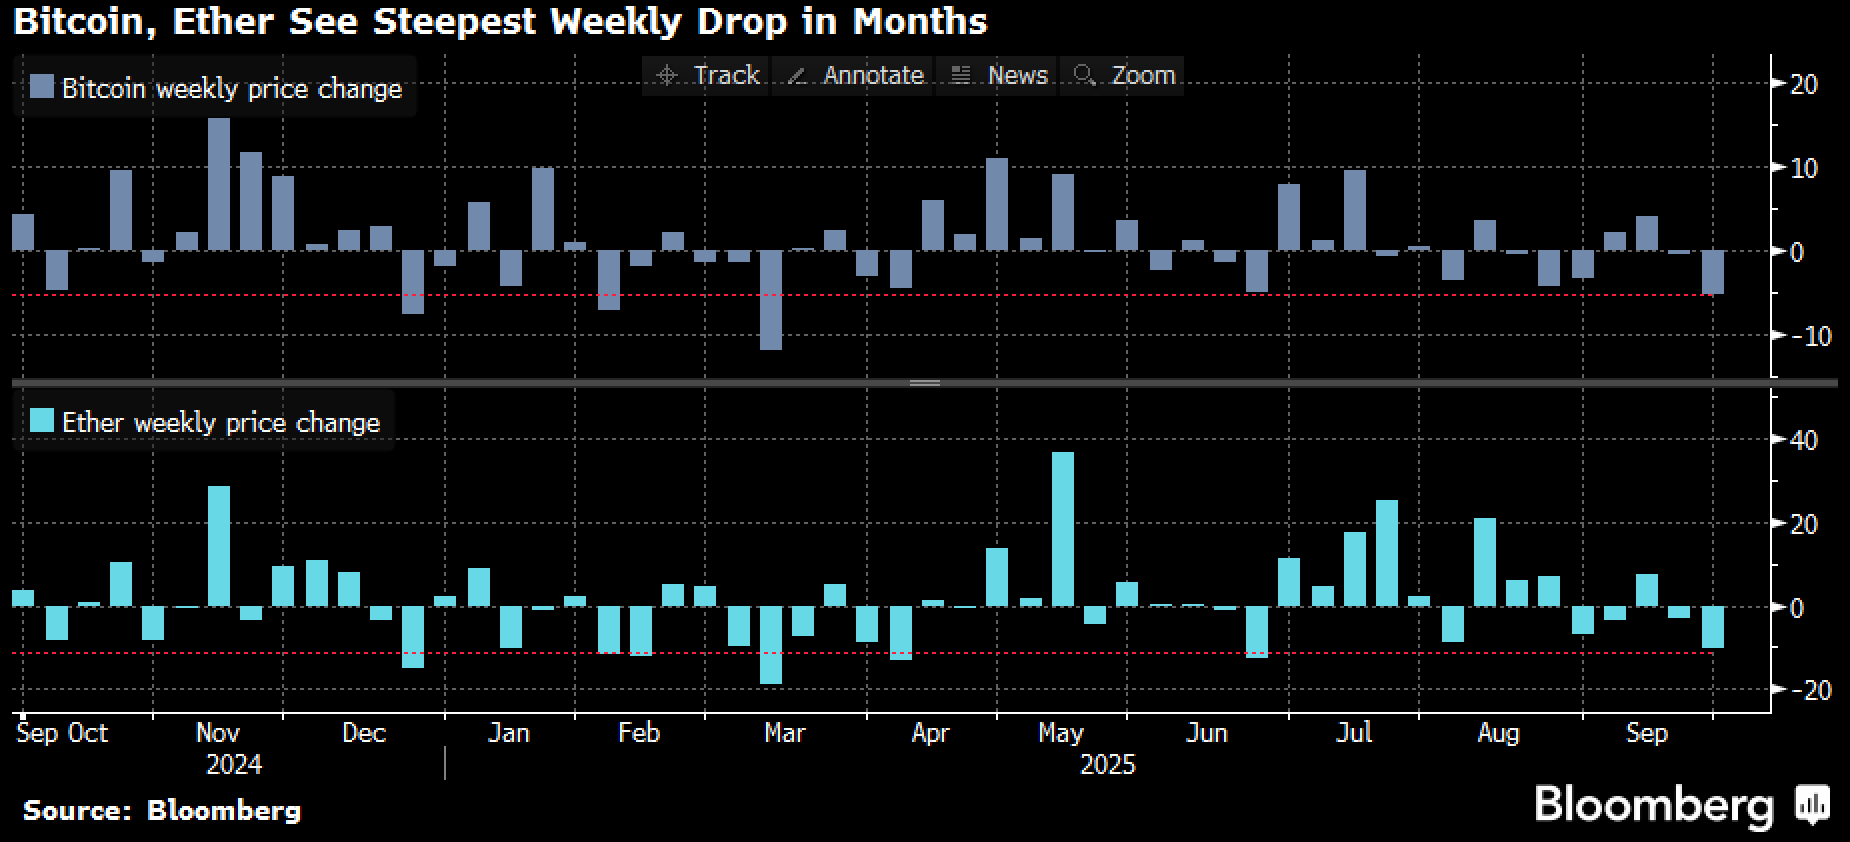 Bitcoin, Ether See Steepest Weekly Drop in Months
Bitcoin weekly price change
Track Annotate News Zoom
20
10
0
-10
Ether weekly price change
40
20
0
-20
Sep Oct Nov Dec Jan Feb Mar Apr May Jun Jul Aug Sep
2024 2025
Source: Bloomberg
Bloomberg